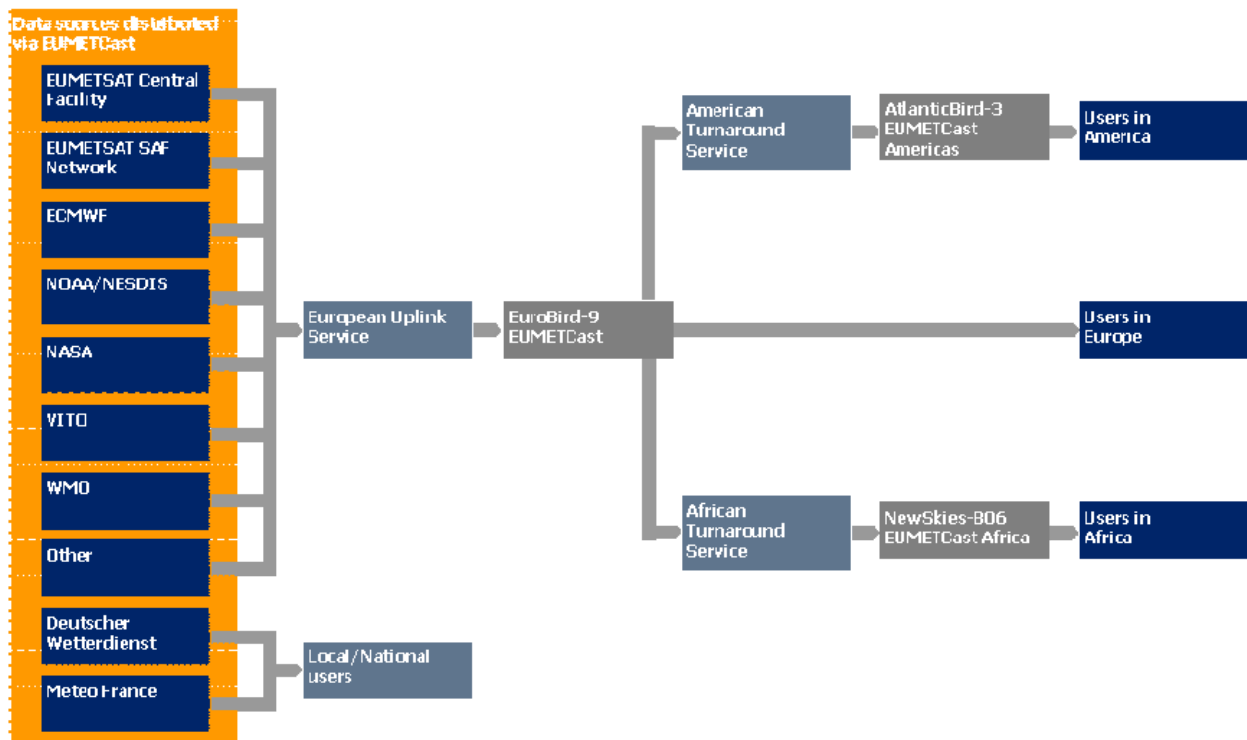 Data sources distributed
via EUMETCast
EUMETSAT Central
Facility
EUMETSAT SAF
Network
ECMWF
NOAA/NESDIS
NASA
VITO
WMO
Other
Deutscher
Wetterdienst
Meteo France
European Uplink
Service
Local/National
users
EuroBird-9
EUMETCast
American
Turnaround
Service
AtlanticBird-3
EUMETCast
Americas
Users in
America
Users in
Europe
African
Turnaround
Service
NewSkies-806
EUMETCast Africa
Users in
Africa